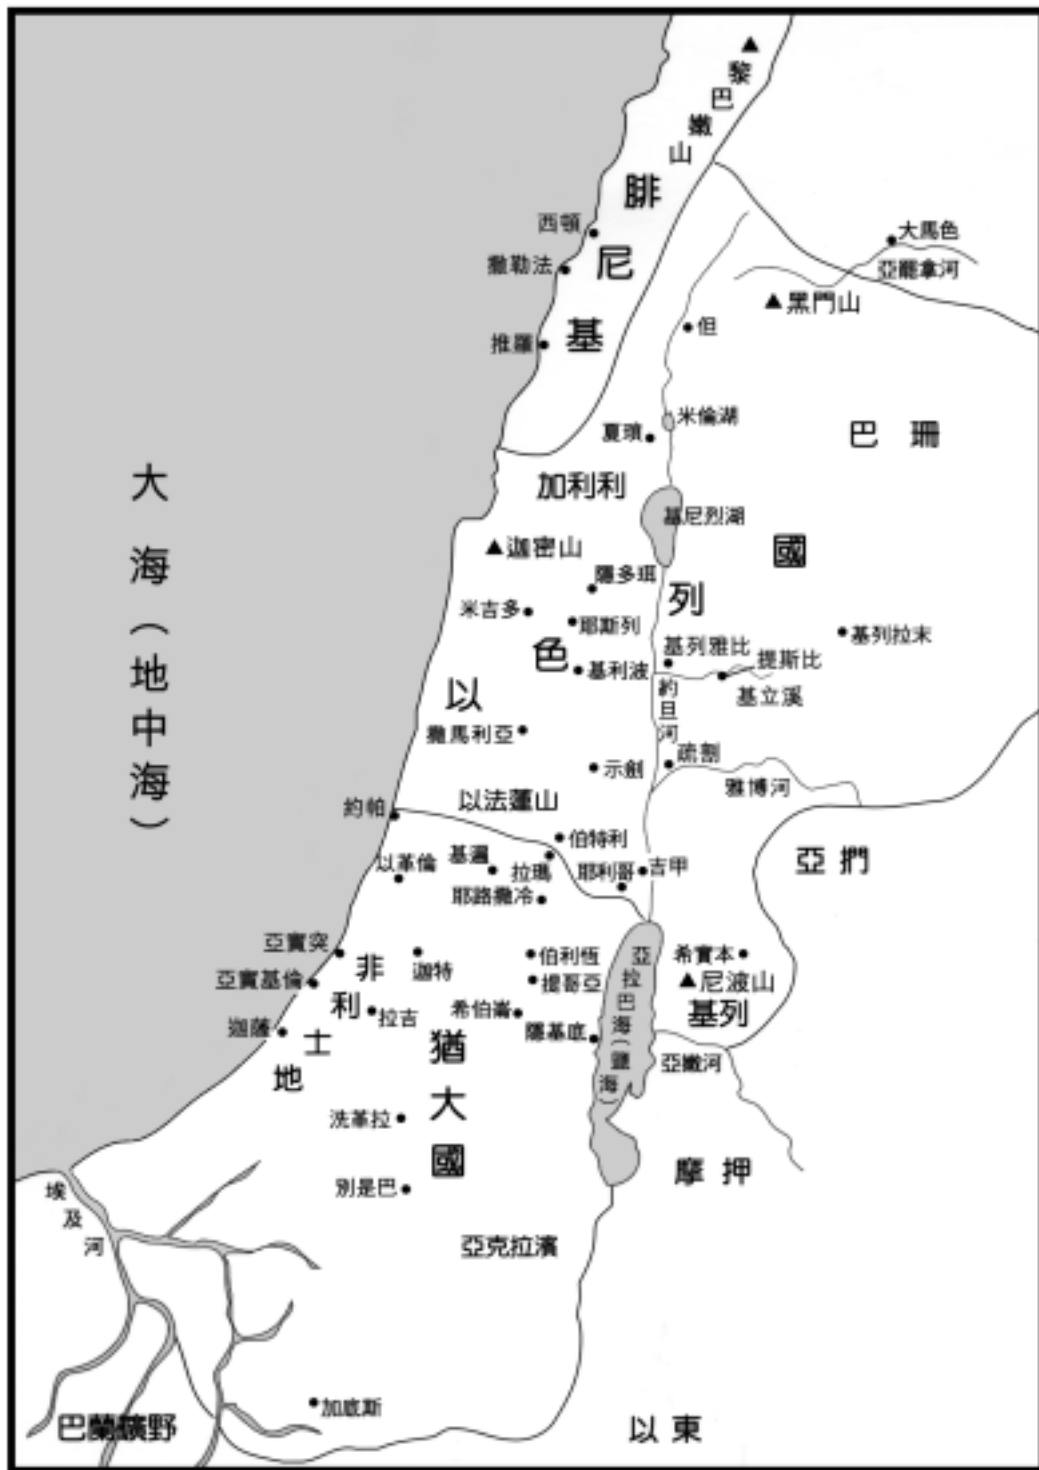 黎巴嫩山
腓尼基
西頓
撒勒法
推羅
大馬色
亞罷拿河
黑門山
但
米倫湖
夏瑣
巴珊
加利利
基尼烈湖
大海（地中海）
迦密山
以色列國
隱多珥
米吉多
耶斯列
基列拉末
基列雅比
提斯比
基利波
基立溪
約旦河
撒馬利亞
示劍
疏割
雅博河
以法蓮山
約帕
伯特利
亞捫
以革倫
基遍
拉瑪
耶利哥
吉甲
耶路撒冷
亞實突
迦特
伯利恆
希實本
亞實基倫
提哥亞
尼波山
非利士地
拉吉
希伯崙
基列
迦薩
隱基底
亞拉巴海（鹽海）
亞嫩河
猶大國
洗革拉
摩押
別是巴
埃及河
亞克拉濱
加底斯
巴蘭曠野
以東